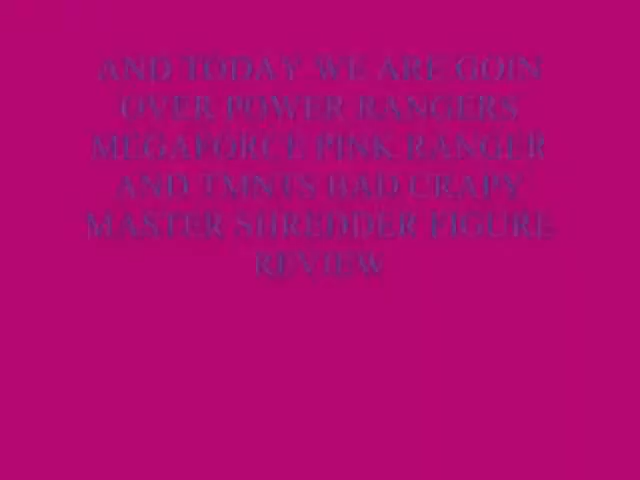 AND TODAY WE ARE GOIN
OVER POWER RANGERS
MEGAFORCE PINK RANGER
AND TMNTS BAD CRAPY
MASTER SHREDDER FIGURE
REVIEW